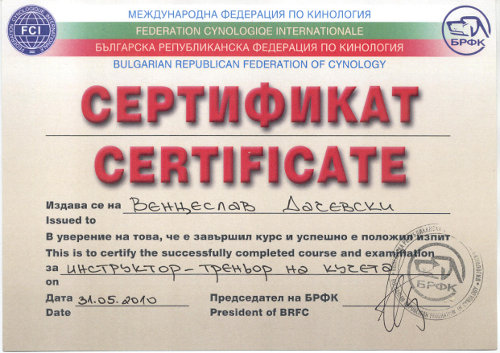 МЕЖДУНАРОДНА ФЕДЕРАЦИЯ ПО КИНОЛОГИЯ
FEDERATION CYNOLOGIQE INTERNATIONALE
БЪЛГАРСКА РЕПУБЛИКАНСКА ФЕДЕРАЦИЯ ПО КИНОЛОГИЯ
BULGARIAN REPUBLICAN FEDERATION OF CYNOLOGY
FCI
БРФК
СЕРТИФИКАТ
CERTIFICATE
Издава се на Венцеслав Дачевски
Issued to
В уверение на това, че е завършил курс и успешно е положил изпит
This is to certify the successfully completed course and examination
за инструктор-треньор на кучета
on
Дата 31.05.2010 Председател на БРФК
Date President of BRFC
БРФК